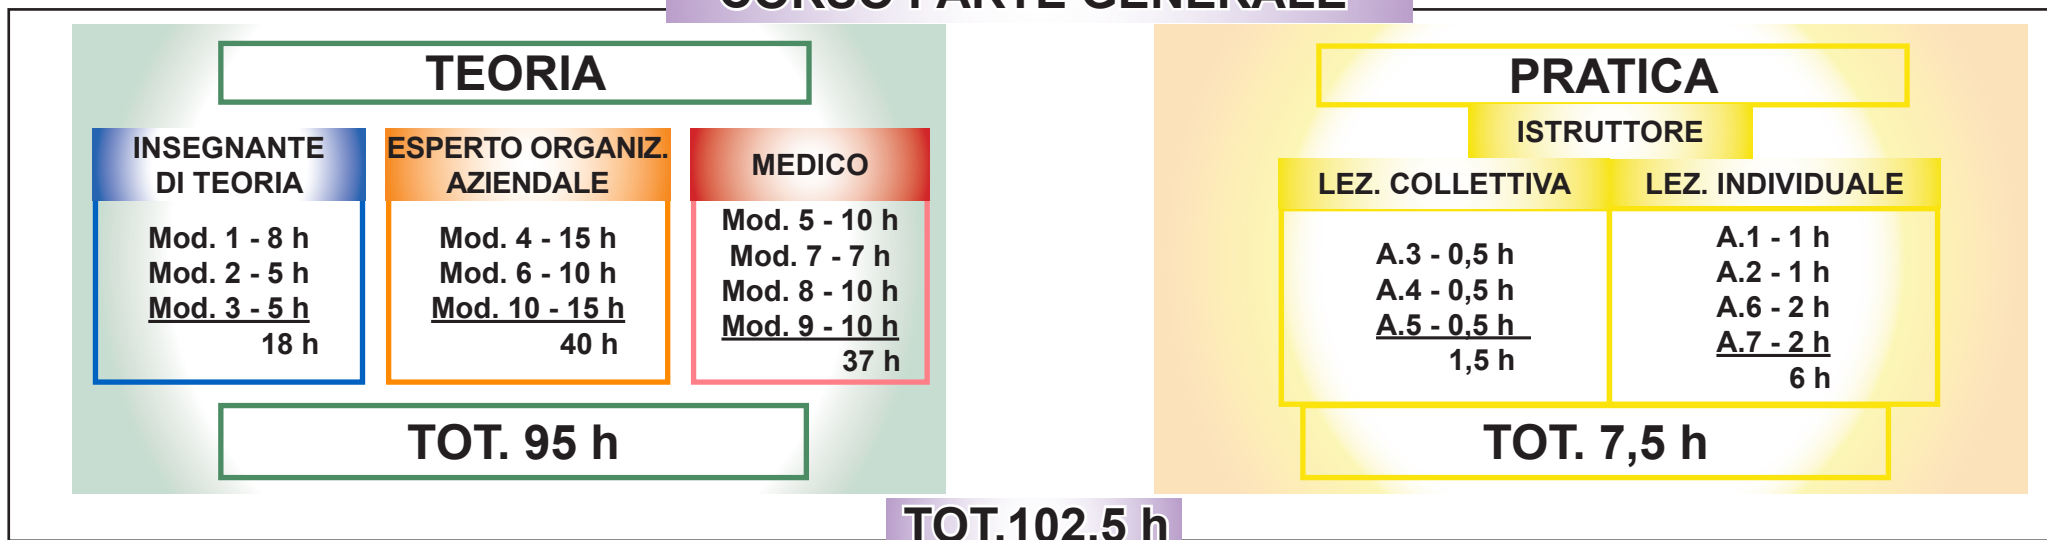 CORSO PARTE GENERALE
TEORIA
INSEGNANTE
DI TEORIA
Mod. 1 - 8 h
Mod. 2 - 5 h
Mod. 3 - 5 h
18 h
ESPERTO ORGANIZ.
AZIENDALE
Mod. 4 - 15 h
Mod. 6 - 10 h
Mod. 10 - 15 h
40 h
MEDICO
Mod. 5 - 10 h
Mod. 7 - 7 h
Mod. 8 - 10 h
Mod. 9 - 10 h
37 h
TOT. 95 h
PRATICA
ISTRUTTORE
LEZ. COLLETTIVA
A.3 - 0,5 h
A.4 - 0,5 h
A.5 - 0,5 h
1,5 h
LEZ. INDIVIDUALE
A.1 - 1 h
A.2 - 1 h
A.6 - 2 h
A.7 - 2 h
6 h
TOT. 7,5 h
TOT.102,5 h